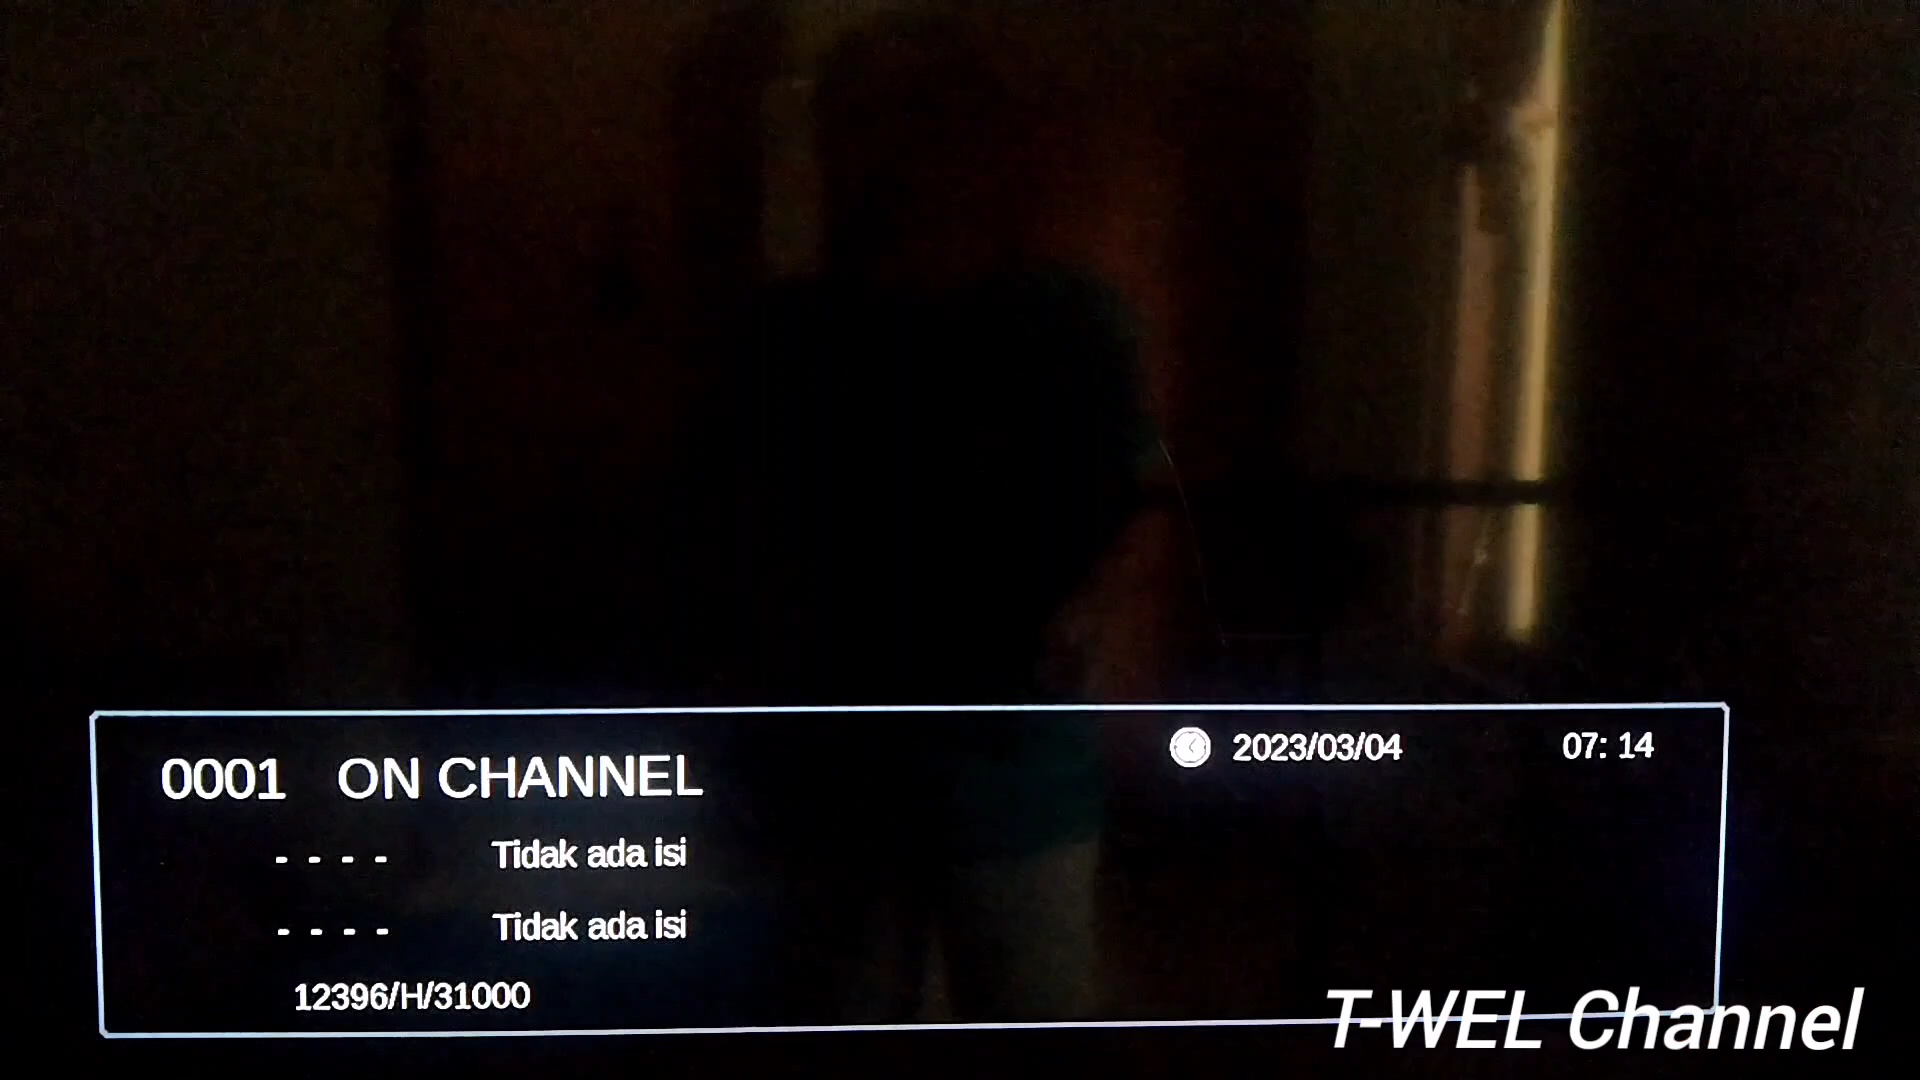 0001 ON CHANNEL
2023/03/04 07: 14
- - - - Tidak ada isi
- - - - Tidak ada isi
12396/H/31000
T-WEL Channel